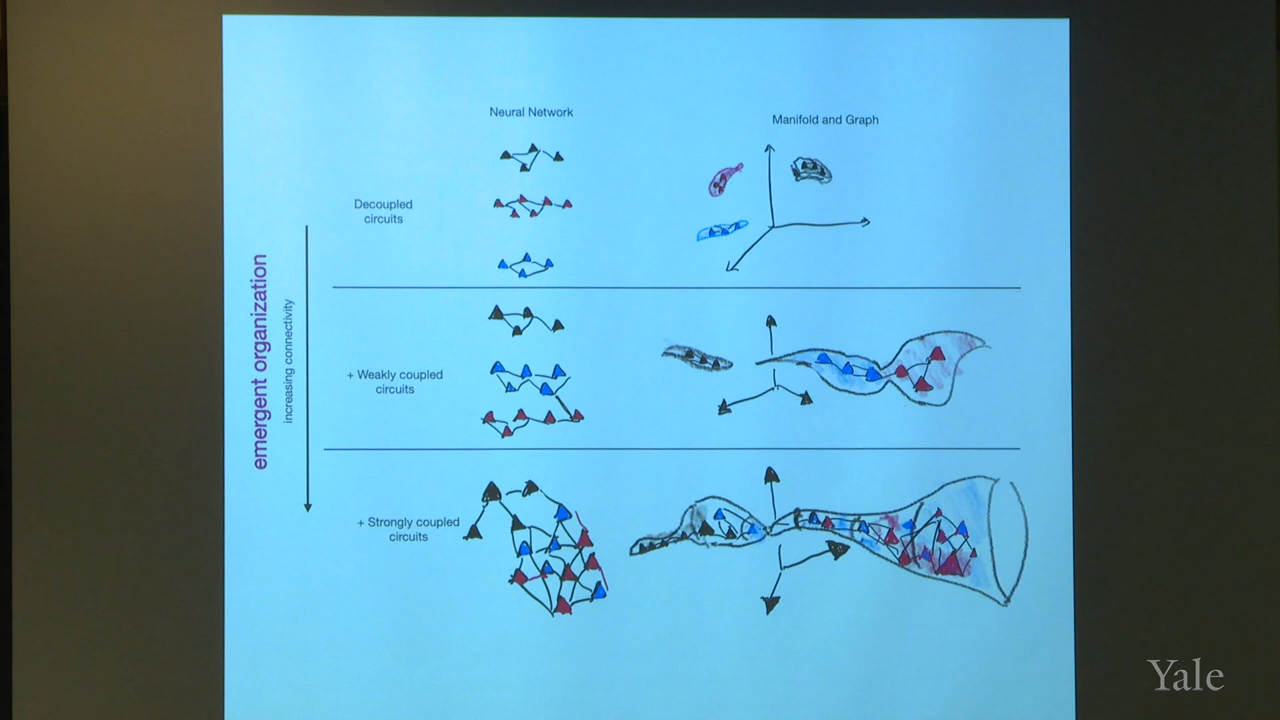 Neural Network
Manifold and Graph
Decoupled
circuits
emergent organization
increasing connectivity
+ Weakly coupled
circuits
+ Strongly coupled
circuits
Yale